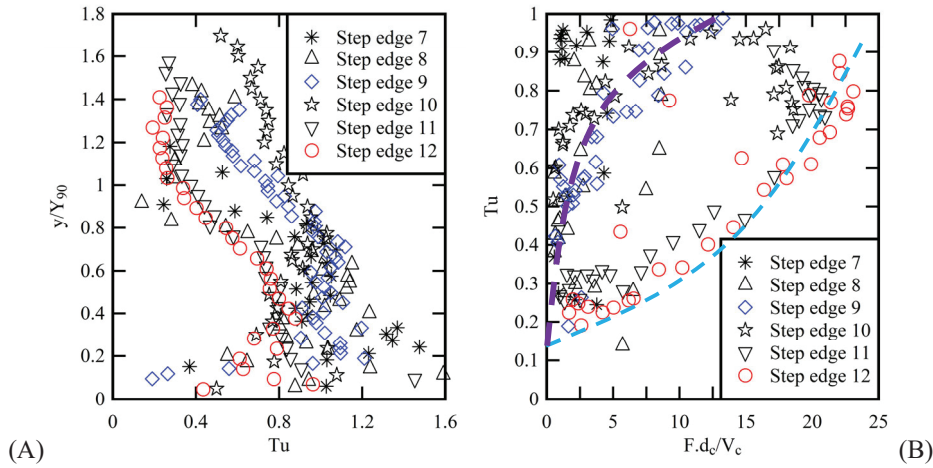 1.8
1.6
1.4
1.2
1
0.8
0.6
0.4
0.2
0
y/Y90
0
0.4
0.8
1.2
1.6
Tu
Step edge 7
Step edge 8
Step edge 9
Step edge 10
Step edge 11
Step edge 12
(A)
1
0.9
0.8
0.7
0.6
0.5
0.4
0.3
0.2
0.1
0
Tu
0
5
10
15
20
25
F.dc/Vc
Step edge 7
Step edge 8
Step edge 9
Step edge 10
Step edge 11
Step edge 12
(B)